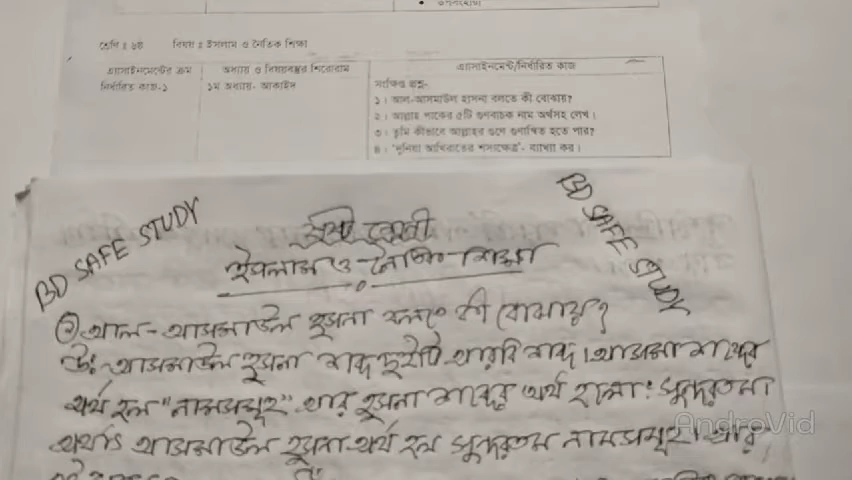 শ্রেণি ঃ ৬ষ্ঠ বিষয় ঃ ইসলাম ও নৈতিক শিক্ষা
এ্যাসাইনমেন্টের ক্রম
নির্ধারিত কাজ-১
অধ্যায় ও বিষয়বস্তুর শিরোনাম
১ম অধ্যায়- আকাইদ
এ্যাসাইনমেন্ট/নির্ধারিত কাজ
সংক্ষিপ্ত প্রশ্ন-
১। আল-আসমাউল হাসনা বলতে কী বোঝায়?
২। আল্লাহ পাকের ৫টি গুণবাচক নাম অর্থসহ লেখ।
৩। তুমি কীভাবে আল্লাহর গুণে গুণান্বিত হতে পার?
৪। 'দুনিয়া আখিরাতের শস্যক্ষেত্র'- ব্যাখ্যা কর।
BD SAFE STUDY
BD SAFE STUDY
ষষ্ঠ শ্রেণী
ইসলাম ও নৈতিক শিক্ষা
১ আল-আসমাউল হুসনা বলতে কী বোঝায়?
উঃ আসমাউল হুসনা শব্দ দুইটি আরবি শব্দ। আসমা শব্দের
অর্থ হল "নামসমূহ" আর হুসনা শব্দের অর্থ হলো: সুন্দরতম।
অর্থাৎ আসমাউল হুসনা অর্থ হল সুন্দরতম নামসমূহ। আর
AndroVid